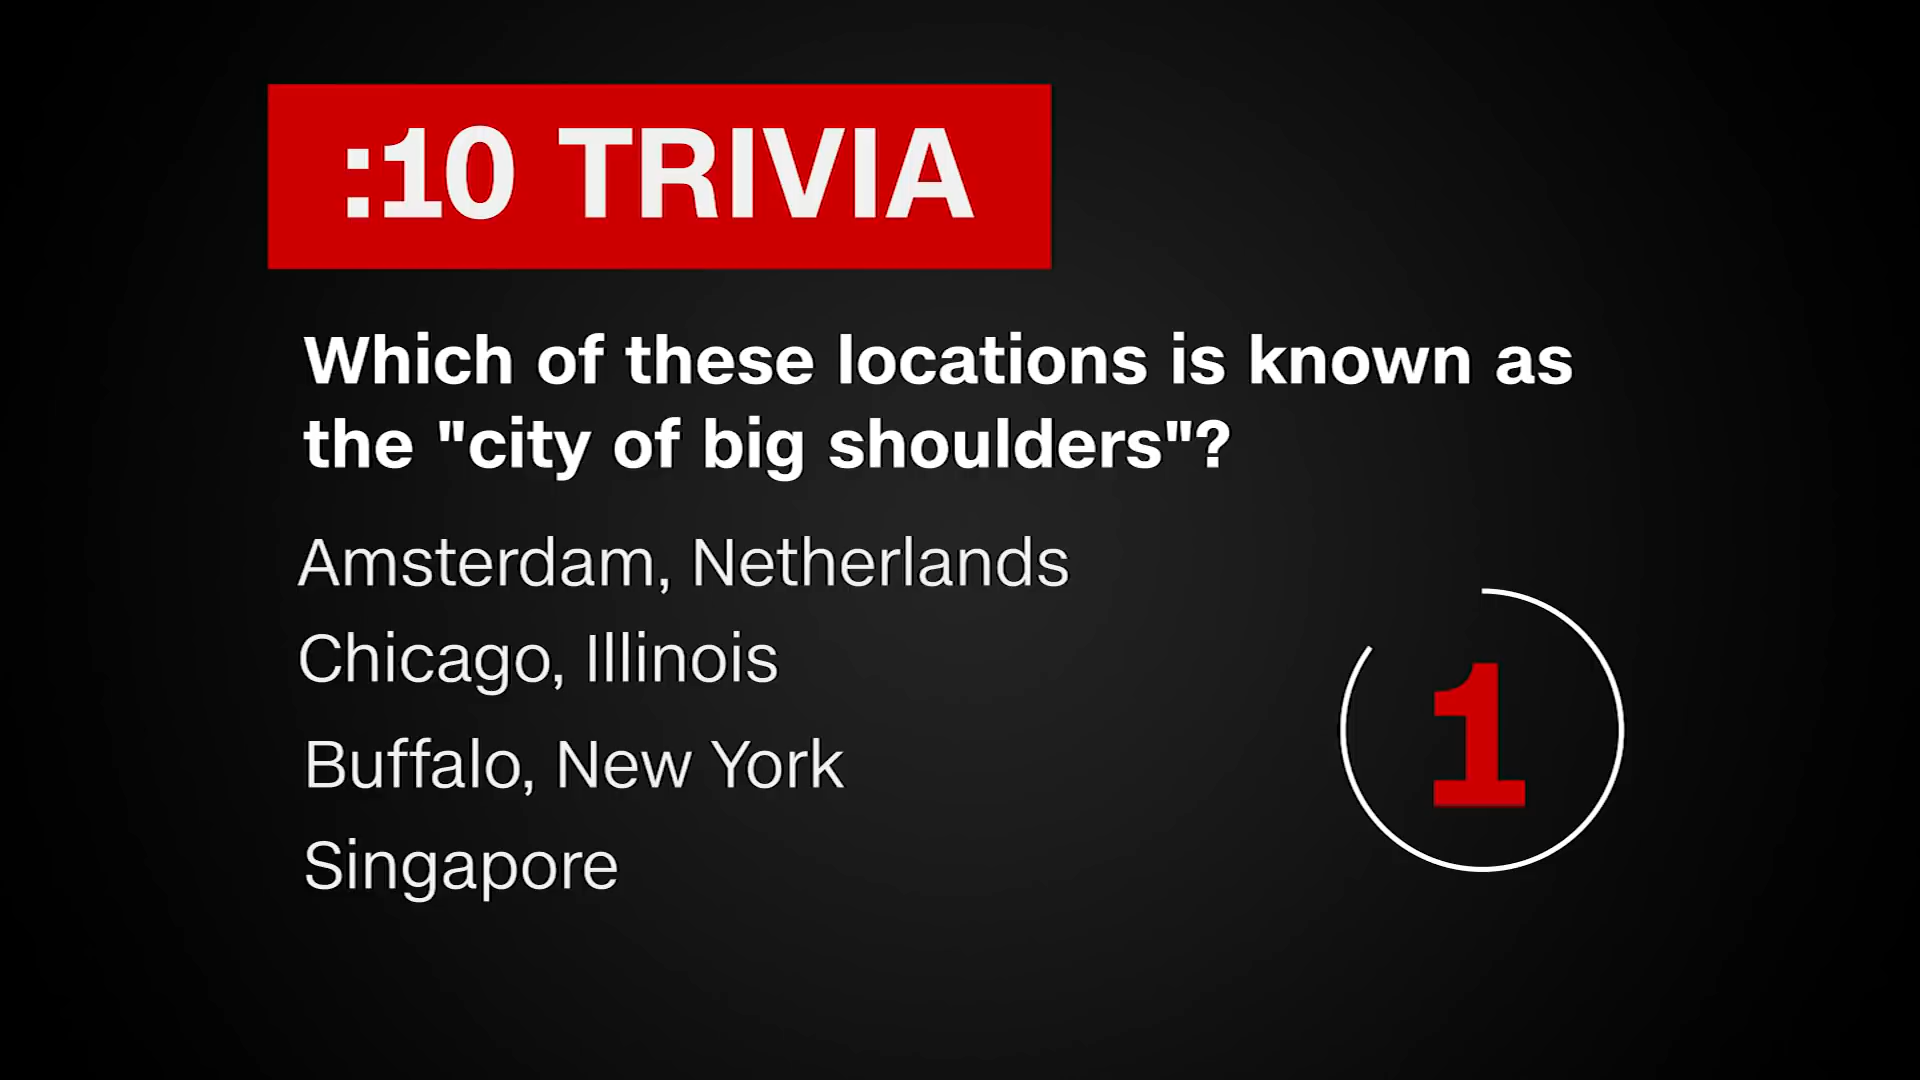 :10 TRIVIA
Which of these locations is known as
the "city of big shoulders"?
Amsterdam, Netherlands
Chicago, Illinois
Buffalo, New York
Singapore
1